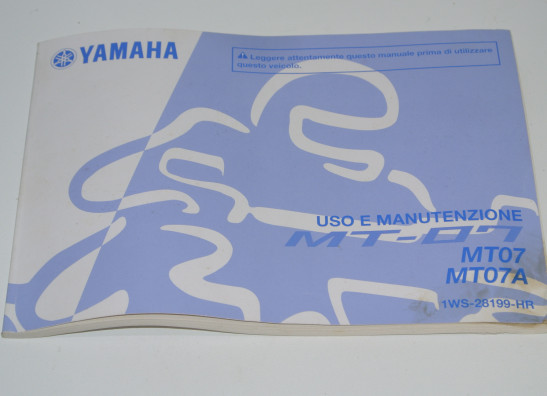 YAMAHA
⚠ Leggere attentamente questo manuale prima di utilizzare
questo veicolo.
USO E MANUTENZIONE
MT-07
MT07
MT07A
1WS-28199-HR